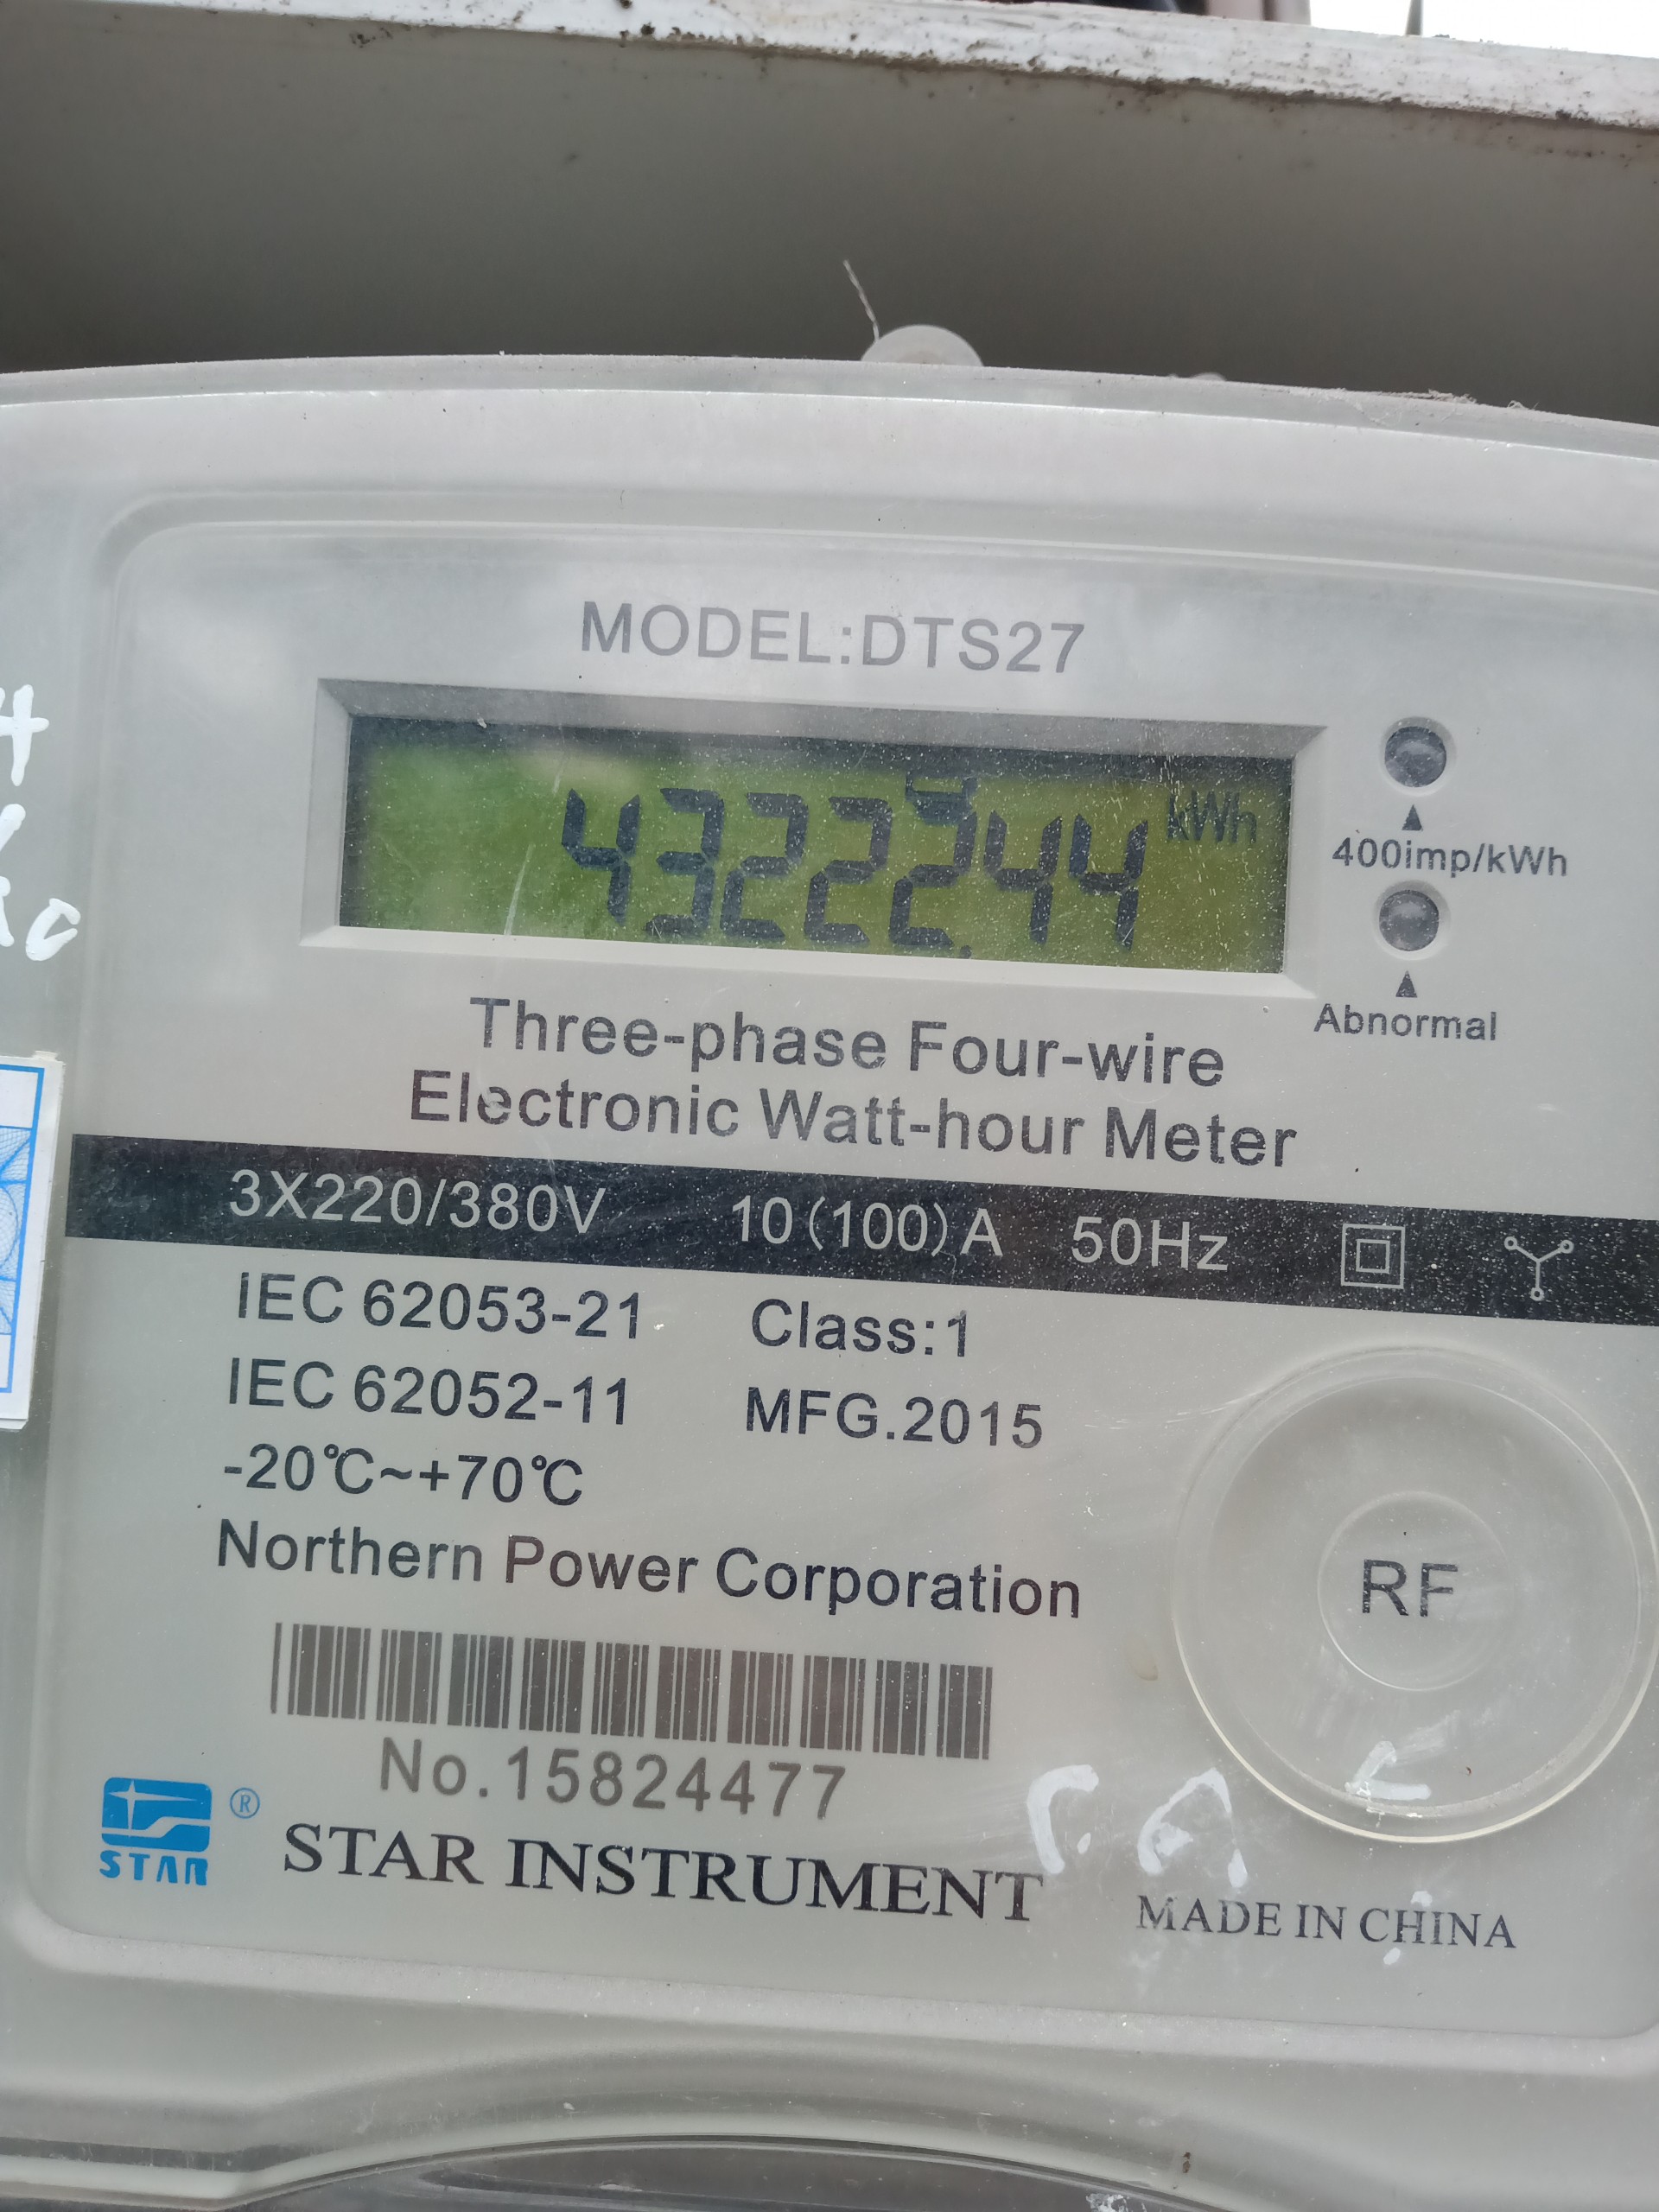 MODEL:DTS27
43222.44 kWh
400imp/kWh
Abnormal
Three-phase Four-wire
Electronic Watt-hour Meter
3X220/380V 10(100)A 50Hz
IEC 62053-21 Class:1
IEC 62052-11 MFG.2015
-20℃~+70℃
Northern Power Corporation
RF
No.15824477
STAR ®
STAR INSTRUMENT
MADE IN CHINA